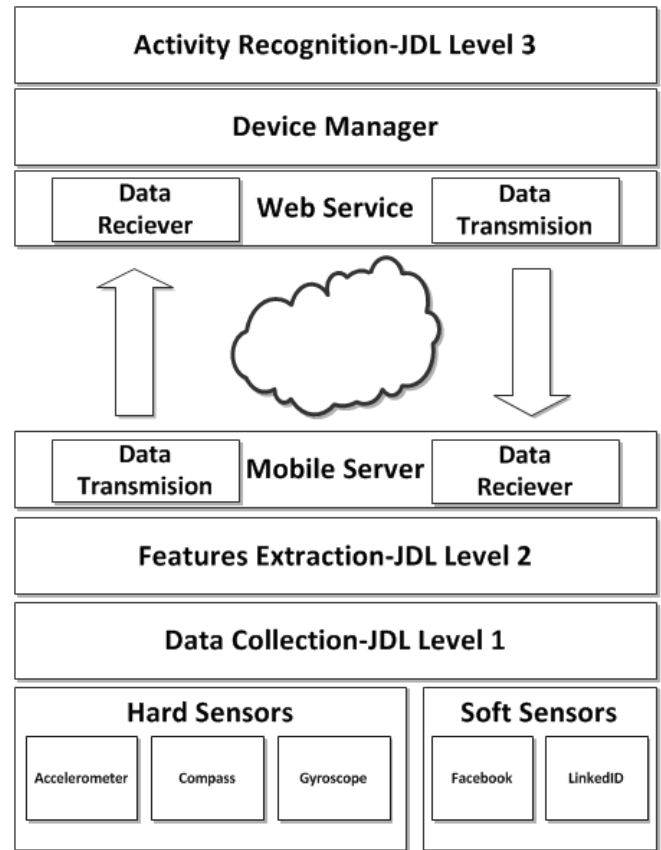 Activity Recognition-JDL Level 3
Device Manager
Data
Reciever
Web Service
Data
Transmision
Data
Transmision
Mobile Server
Data
Reciever
Features Extraction-JDL Level 2
Data Collection-JDL Level 1
Hard Sensors
Accelerometer
Compass
Gyroscope
Soft Sensors
Facebook
LinkedID